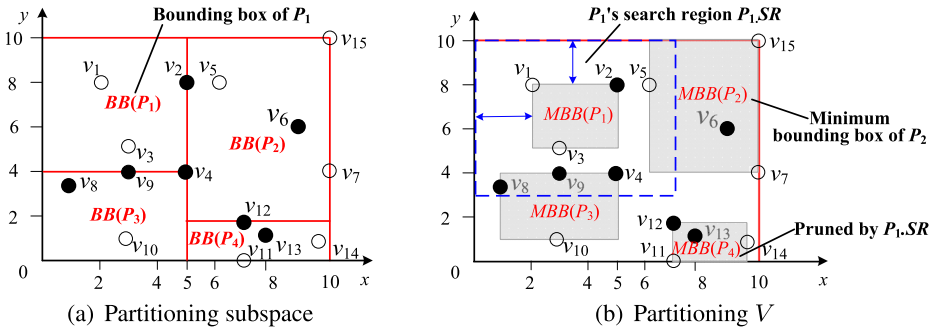 Bounding box of P1
y
10
8
6
4
2
0
2
4
6
8
10
x
v1
v2
v5
v15
BB(P1)
v6
BB(P2)
v3
v8
v9
v4
v7
BB(P3)
v12
BB(P4)
v10
v11
v13
v14
(a) Partitioning subspace
P1's search region P1.SR
y
10
8
6
4
2
0
2
4
6
8
10
x
v1
v2
v5
v15
MBB(P2)
MBB(P1)
v6
Minimum
bounding box of P2
v3
v8
v9
v4
v7
MBB(P3)
v12
v13
v10
v11
MBB(P4)
v14
Pruned by P1.SR
(b) Partitioning V